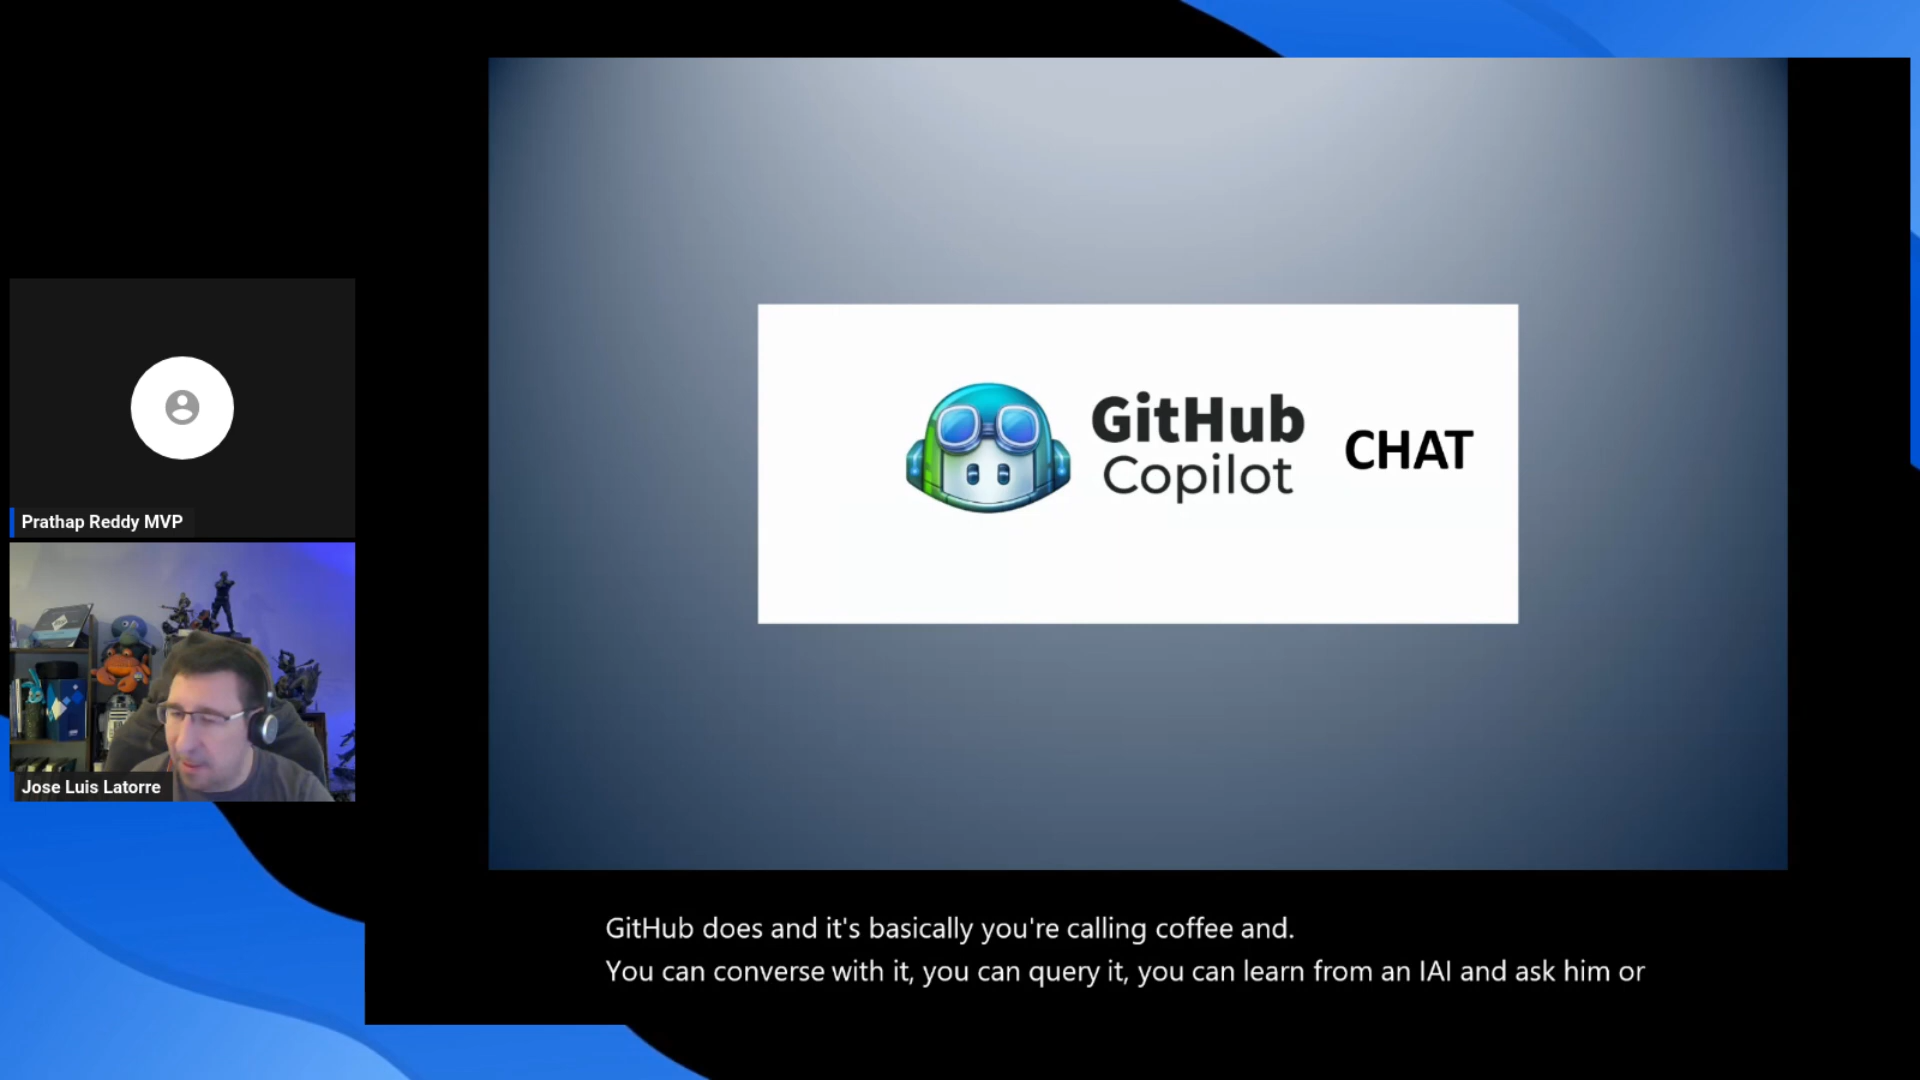 Prathap Reddy MVP
Jose Luis Latorre
GitHub
Copilot
CHAT
GitHub does and it's basically you're calling coffee and.
You can converse with it, you can query it, you can learn from an IAI and ask him or